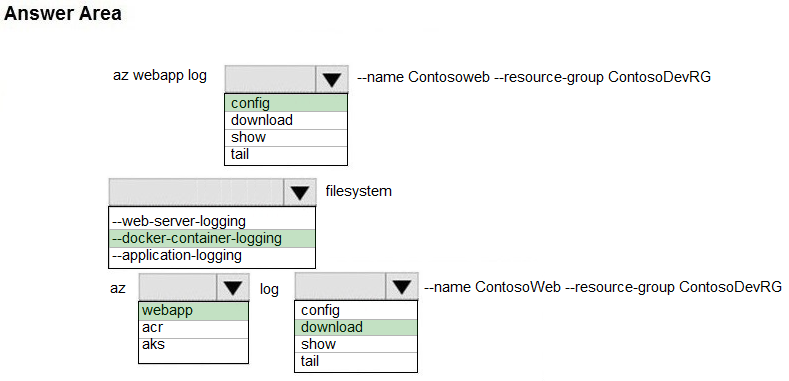 Answer Area
az webapp log --name Contosoweb --resource-group ContosoDevRG
config
download
show
tail
filesystem
--web-server-logging
--docker-container-logging
--application-logging
az log --name ContosoWeb --resource-group ContosoDevRG
webapp
acr
aks
config
download
show
tail